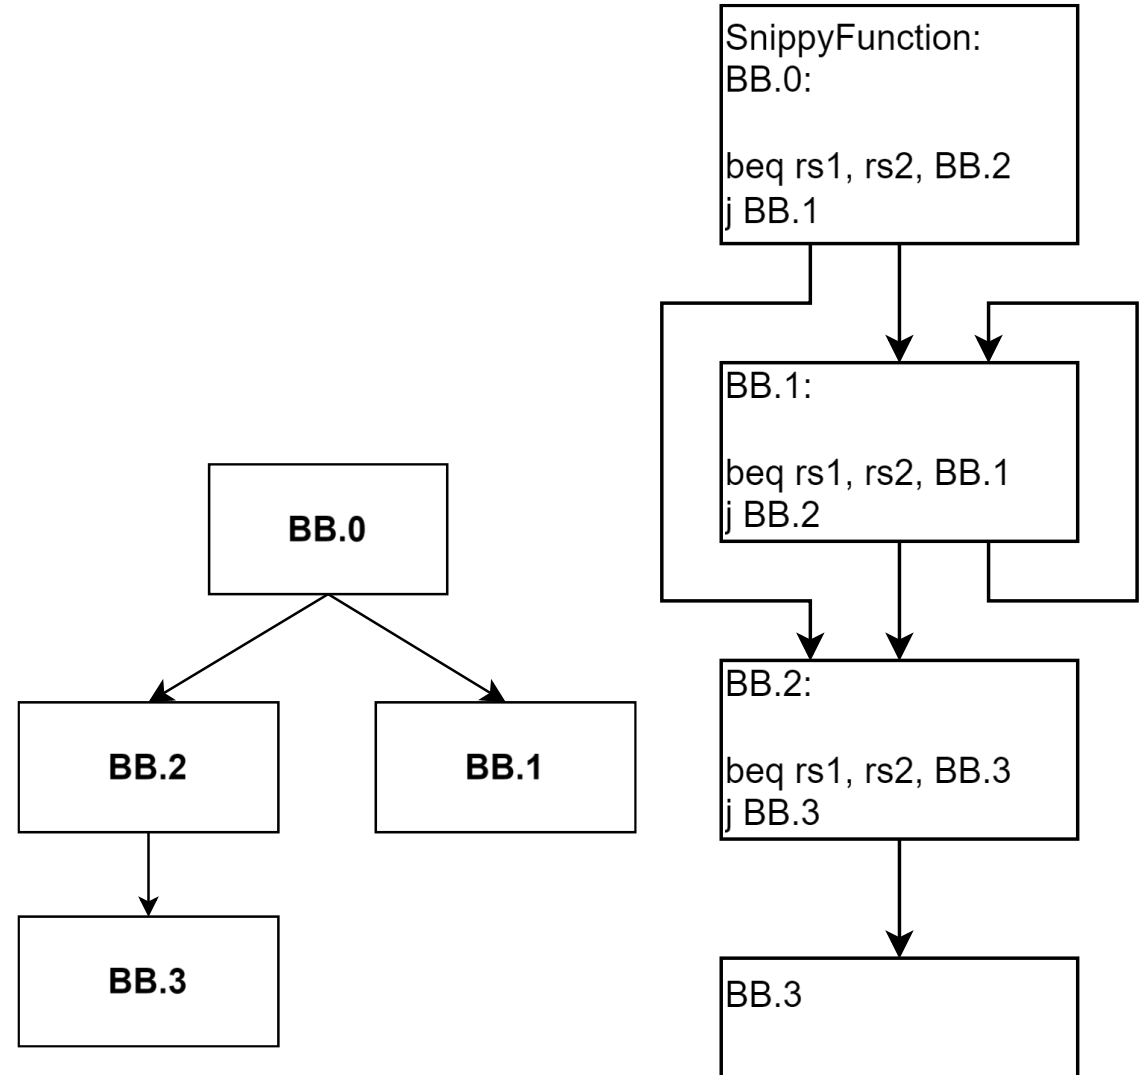 BB.0
BB.2
BB.1
BB.3
SnippyFunction:
BB.0:
beq rs1, rs2, BB.2
j BB.1
BB.1:
beq rs1, rs2, BB.1
j BB.2
BB.2:
beq rs1, rs2, BB.3
j BB.3
BB.3